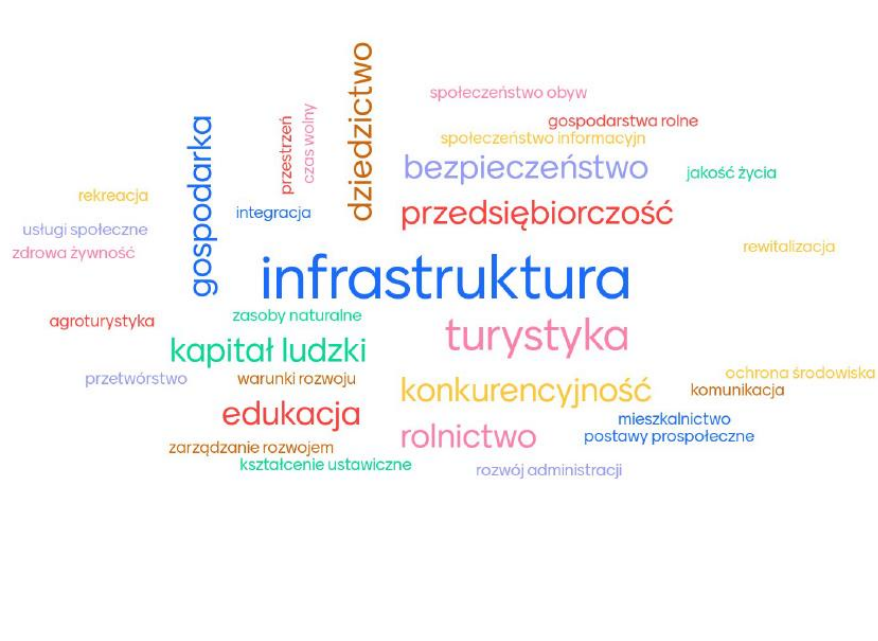 dziedzictwo
społeczeństwo obyw
gospodarstwa rolne
gospodarka
przestrzeń
czas wolny
społeczeństwo informacyjn
bezpieczeństwo
jakość życia
rekreacja
integracja
przedsiębiorczość
usługi społeczne
zdrowa żywność
rewitalizacja
infrastruktura
agroturystyka
zasoby naturalne
turystyka
kapitał ludzki
przetwórstwo
warunki rozwoju
konkurencyjność
ochrona środowiska
komunikacja
edukacja
mieszkalnictwo
rolnictwo
postawy prospołeczne
zarządzanie rozwojem
kształcenie ustawiczne
rozwój administracji